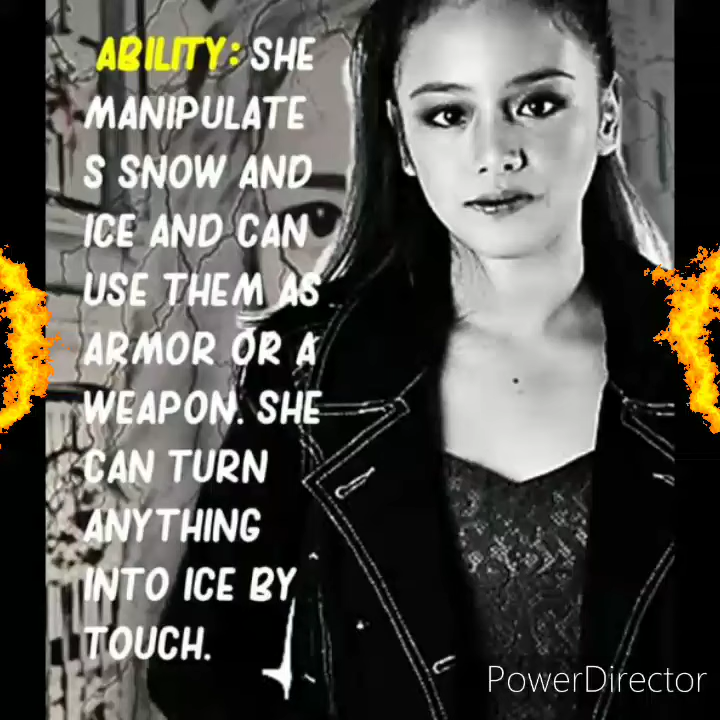 ABILITY: SHE
MANIPULATE
S SNOW AND
ICE AND CAN
USE THEM AS
ARMOR OR A
WEAPON. SHE
CAN TURN
ANYTHING
INTO ICE BY
TOUCH.
PowerDirector